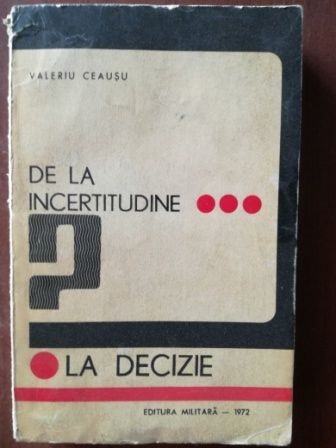 VALERIU CEAUȘU
DE LA
INCERTITUDINE ●●●
?
● LA DECIZIE
EDITURA MILITARĂ — 1972